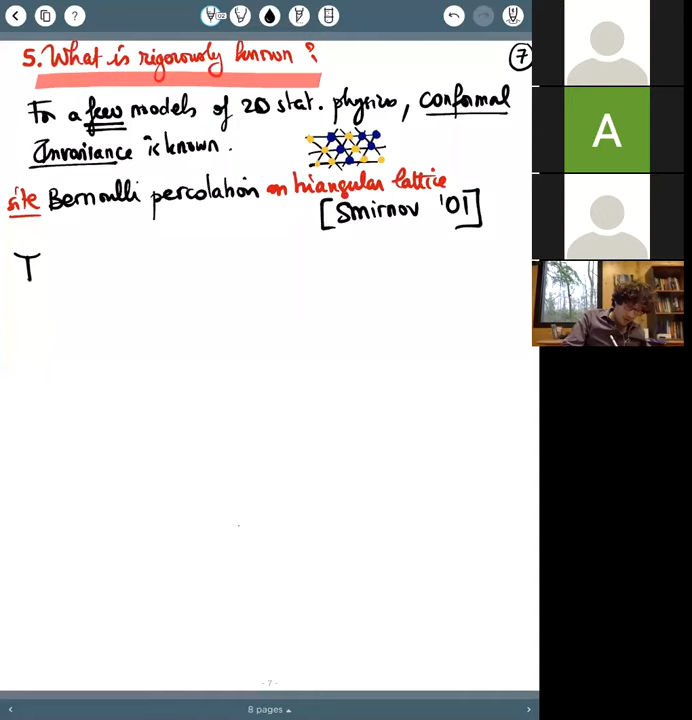 5. What is rigorously known?
7
For a few models of 2D stat. physics, conformal
Invariance is known.
site Bernoulli percolation on triangular lattice
[Smirnov '01]
T
A
- 7 -
8 pages